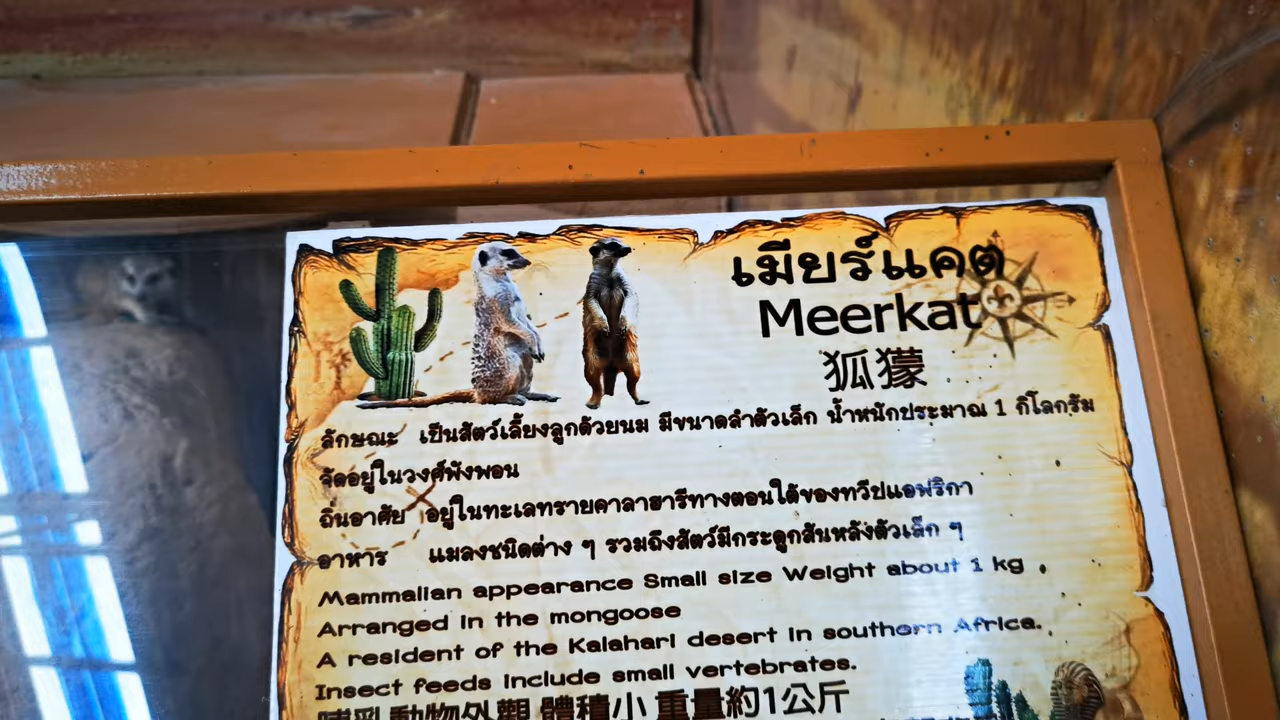 เมียร์แคต
Meerkat
狐獴
ลักษณะ เป็นสัตว์เลี้ยงลูกด้วยนม มีขนาดลำตัวเล็ก น้ำหนักประมาณ 1 กิโลกรัม
จัดอยู่ในวงศ์พังพอน
ถิ่นอาศัย อยู่ในทะเลทรายคาลาฮารีทางตอนใต้ของทวีปแอฟริกา
อาหาร แมลงชนิดต่าง ๆ รวมถึงสัตว์มีกระดูกสันหลังตัวเล็ก ๆ
Mammalian appearance Small size Weight about 1 kg .
Arranged in the mongoose
A resident of the Kalahari desert in southern Africa.
Insect feeds include small vertebrates.
哺乳動物外觀 體積小 重量約1公斤